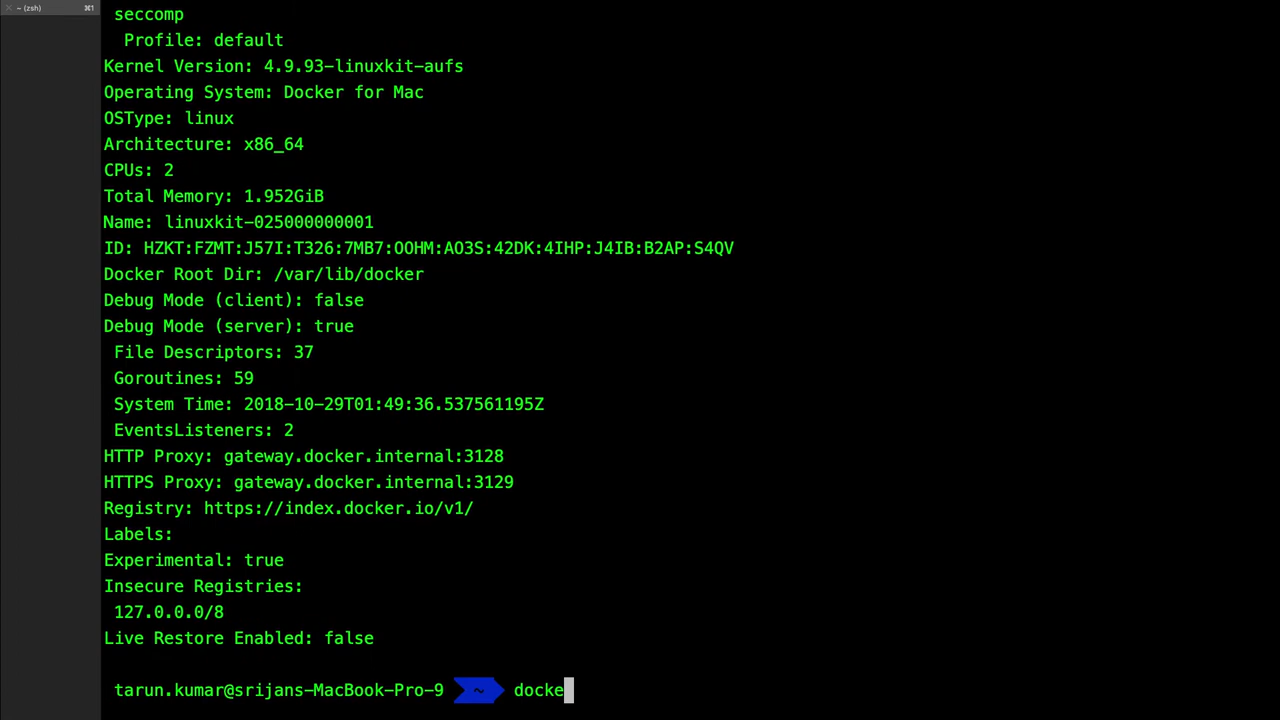 ~ (zsh) ⌘1
seccomp
Profile: default
Kernel Version: 4.9.93-linuxkit-aufs
Operating System: Docker for Mac
OSType: linux
Architecture: x86_64
CPUs: 2
Total Memory: 1.952GiB
Name: linuxkit-025000000001
ID: HZKT:FZMT:J57I:T326:7MB7:OOHM:AO3S:42DK:4IHP:J4IB:B2AP:S4QV
Docker Root Dir: /var/lib/docker
Debug Mode (client): false
Debug Mode (server): true
File Descriptors: 37
Goroutines: 59
System Time: 2018-10-29T01:49:36.537561195Z
EventsListeners: 2
HTTP Proxy: gateway.docker.internal:3128
HTTPS Proxy: gateway.docker.internal:3129
Registry: https://index.docker.io/v1/
Labels:
Experimental: true
Insecure Registries:
127.0.0.0/8
Live Restore Enabled: false
tarun.kumar@srijans-MacBook-Pro-9 ~ docke